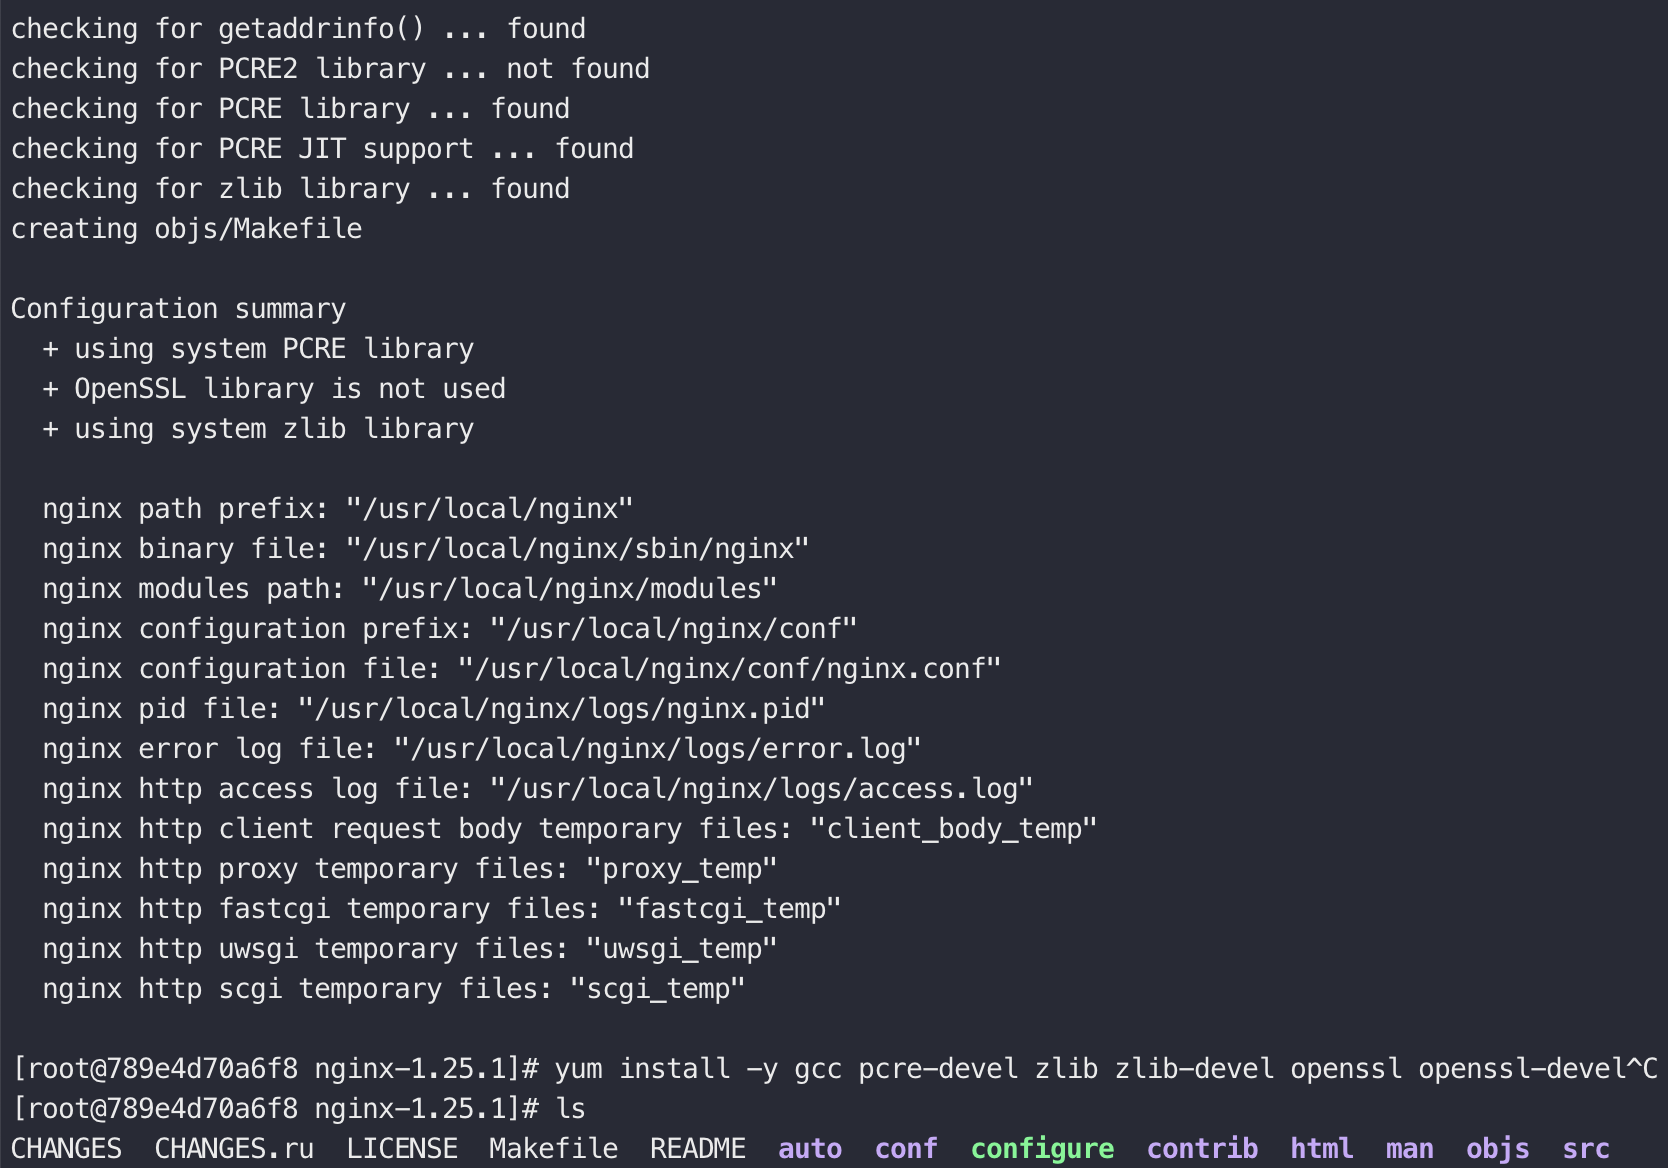 checking for getaddrinfo() ... found
checking for PCRE2 library ... not found
checking for PCRE library ... found
checking for PCRE JIT support ... found
checking for zlib library ... found
creating objs/Makefile
Configuration summary
  + using system PCRE library
  + OpenSSL library is not used
  + using system zlib library
  nginx path prefix: "/usr/local/nginx"
  nginx binary file: "/usr/local/nginx/sbin/nginx"
  nginx modules path: "/usr/local/nginx/modules"
  nginx configuration prefix: "/usr/local/nginx/conf"
  nginx configuration file: "/usr/local/nginx/conf/nginx.conf"
  nginx pid file: "/usr/local/nginx/logs/nginx.pid"
  nginx error log file: "/usr/local/nginx/logs/error.log"
  nginx http access log file: "/usr/local/nginx/logs/access.log"
  nginx http client request body temporary files: "client_body_temp"
  nginx http proxy temporary files: "proxy_temp"
  nginx http fastcgi temporary files: "fastcgi_temp"
  nginx http uwsgi temporary files: "uwsgi_temp"
  nginx http scgi temporary files: "scgi_temp"
[root@789e4d70a6f8 nginx-1.25.1]# yum install -y gcc pcre-devel zlib zlib-devel openssl openssl-devel^C
[root@789e4d70a6f8 nginx-1.25.1]# ls
CHANGES  CHANGES.ru  LICENSE  Makefile  README  auto  conf  configure  contrib  html  man  objs  src